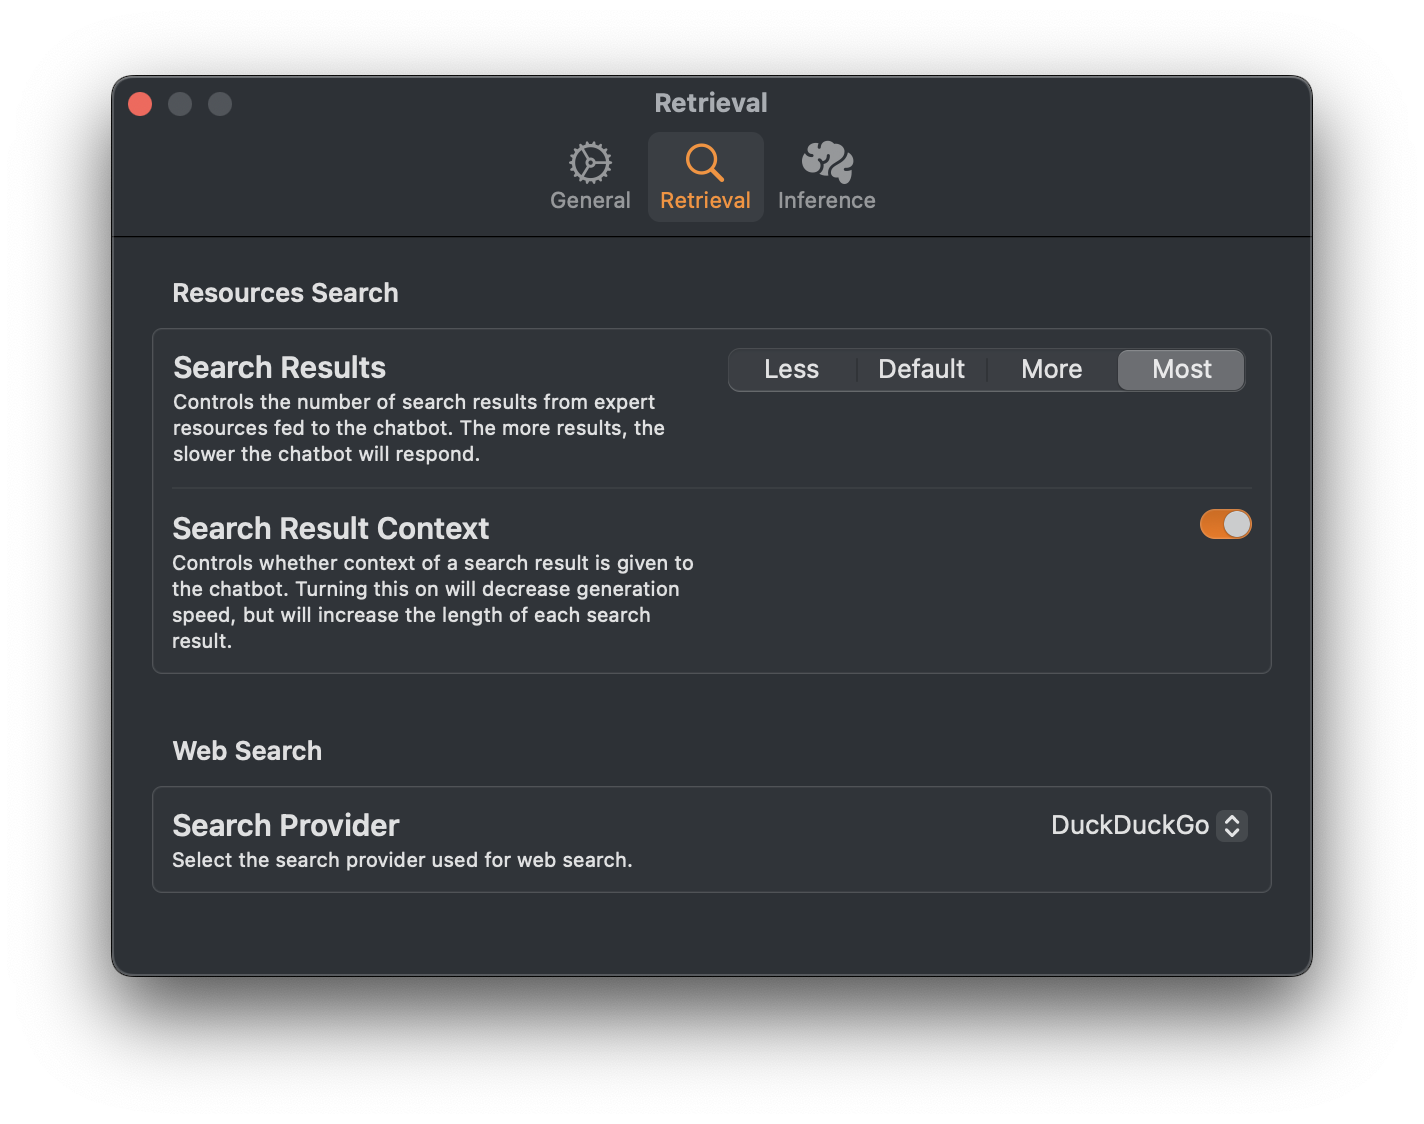 Retrieval
General
Retrieval
Inference
Resources Search
Search Results
Less
Default
More
Most
Controls the number of search results from expert
resources fed to the chatbot. The more results, the
slower the chatbot will respond.
Search Result Context
Controls whether context of a search result is given to
the chatbot. Turning this on will decrease generation
speed, but will increase the length of each search
result.
Web Search
Search Provider
DuckDuckGo
Select the search provider used for web search.